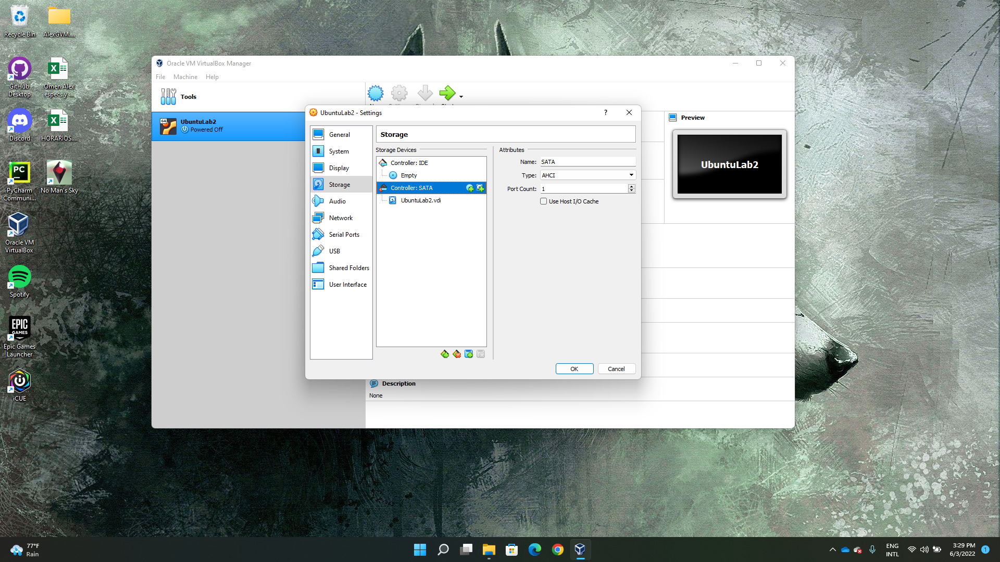 Recycle Bin
AlexGVM....
GitHub
Desktop
Omen Alex
especs y ...
Discord
HORARIOS....
PyCharm
Communi...
No Man's Sky
Oracle VM
VirtualBox
Spotify
Epic Games
Launcher
iCUE
PC
EPIC
GAMES
Oracle VM VirtualBox Manager
File
Machine
Help
Tools
64
UbuntuLab2
Powered Off
Preview
UbuntuLab2
Description
None
UbuntuLab2 - Settings
?
General
System
Display
Storage
Audio
Network
Serial Ports
USB
Shared Folders
User Interface
Storage
Storage Devices
Controller: IDE
Empty
Controller: SATA
UbuntuLab2.vdi
Attributes
Name: SATA
Type: AHCI
Port Count: 1
Use Host I/O Cache
OK
Cancel
77°F
Rain
ENG
INTL
3:29 PM
6/3/2022
1